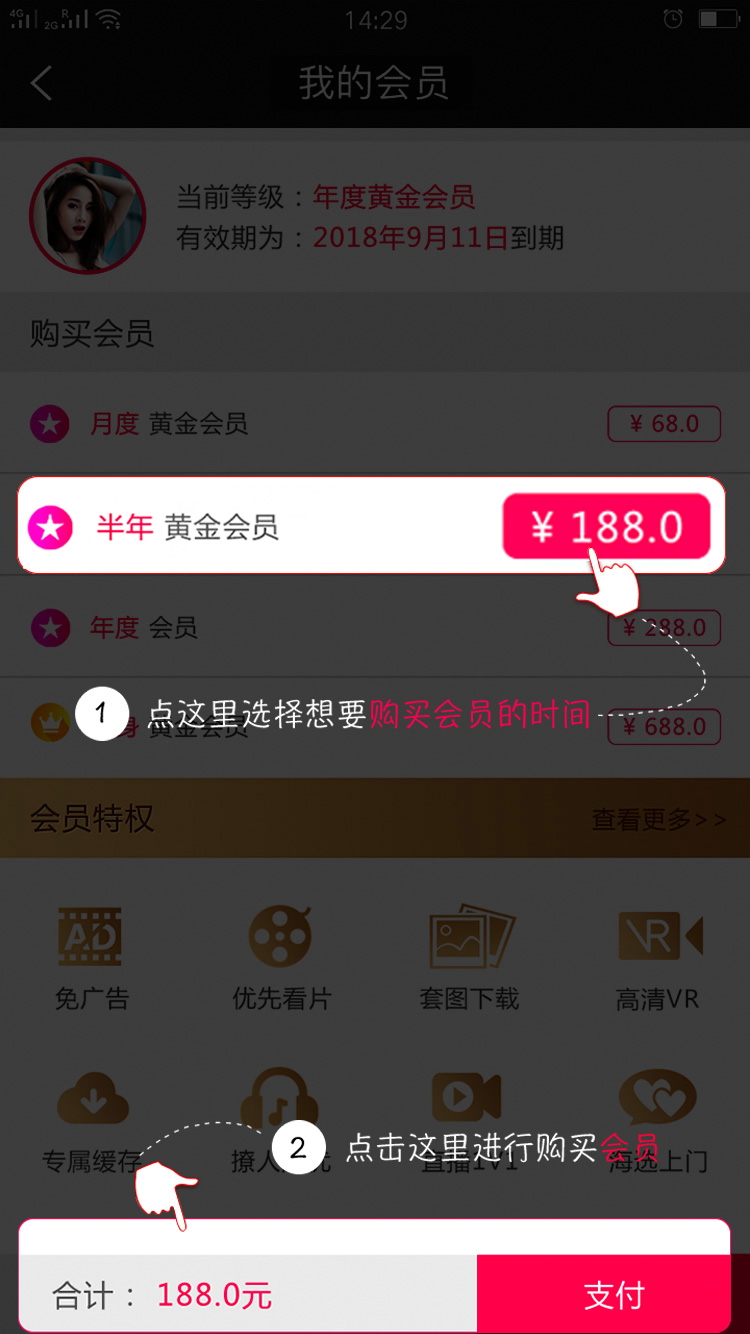 4G 2G R 14:29
我的会员
当前等级：年度黄金会员
有效期为：2018年9月11日到期
购买会员
月度 黄金会员 ¥ 68.0
半年 黄金会员 ¥ 188.0
年度 会员 ¥ 288.0
1 点这里选择想要购买会员的时间
身 黄金会员 ¥ 688.0
会员特权 查看更多>>
AD VR
免广告 优先看片 套图下载 高清VR
2 点击这里进行购买会员
专属缓存 撩人 直播1V1 海选上门
合计： 188.0元 支付